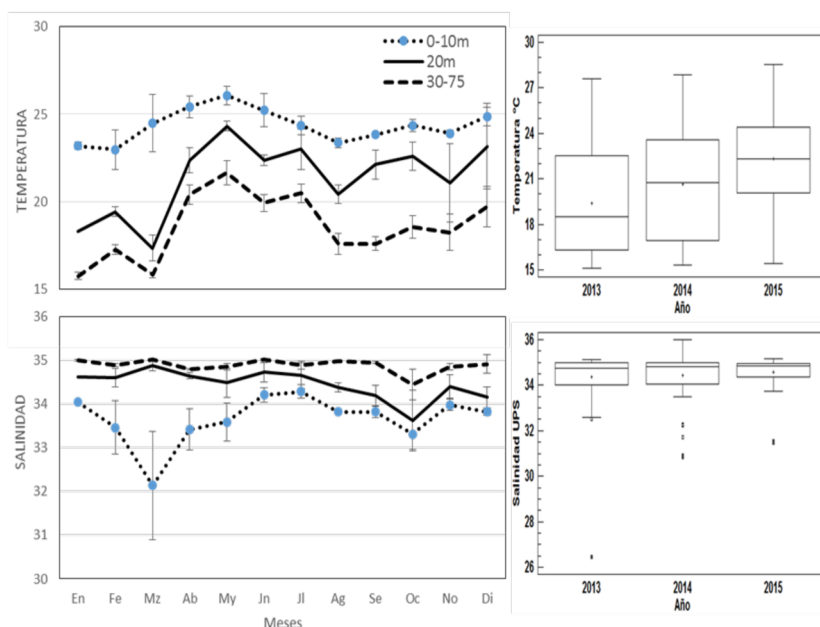 30
25
20
15
TEMPERATURA
0-10m
20m
30-75
36
35
34
33
32
31
30
SALINIDAD
En Fe Mz Ab My Jn Jl Ag Se Oc No Di
Meses
30
27
24
21
18
15
Temperatura °C
2013 2014 2015
Año
36
34
32
30
28
26
Salinidad UPS
2013 2014 2015
Año